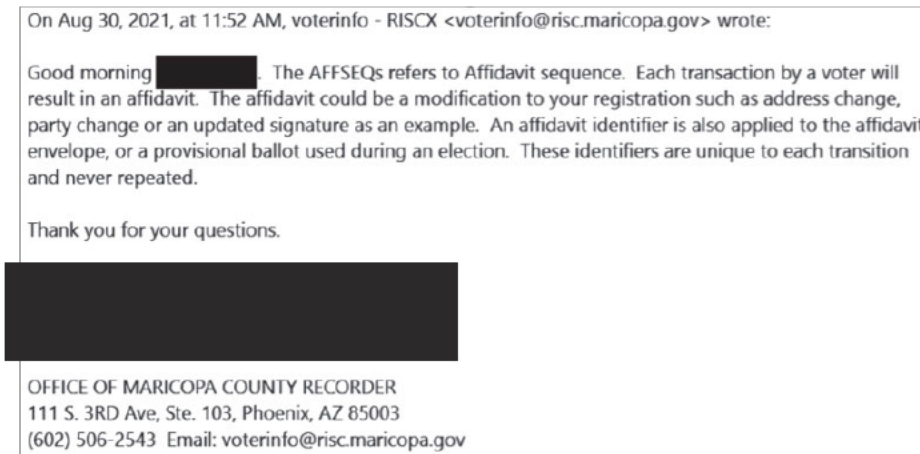 On Aug 30, 2021, at 11:52 AM, voterinfo - RISCX <voterinfo@risc.maricopa.gov> wrote:
Good morning . The AFFSEQs refers to Affidavit sequence. Each transaction by a voter will
result in an affidavit. The affidavit could be a modification to your registration such as address change,
party change or an updated signature as an example. An affidavit identifier is also applied to the affidavit
envelope, or a provisional ballot used during an election. These identifiers are unique to each transition
and never repeated.
Thank you for your questions.
OFFICE OF MARICOPA COUNTY RECORDER
111 S. 3RD Ave, Ste. 103, Phoenix, AZ 85003
(602) 506-2543 Email: voterinfo@risc.maricopa.gov